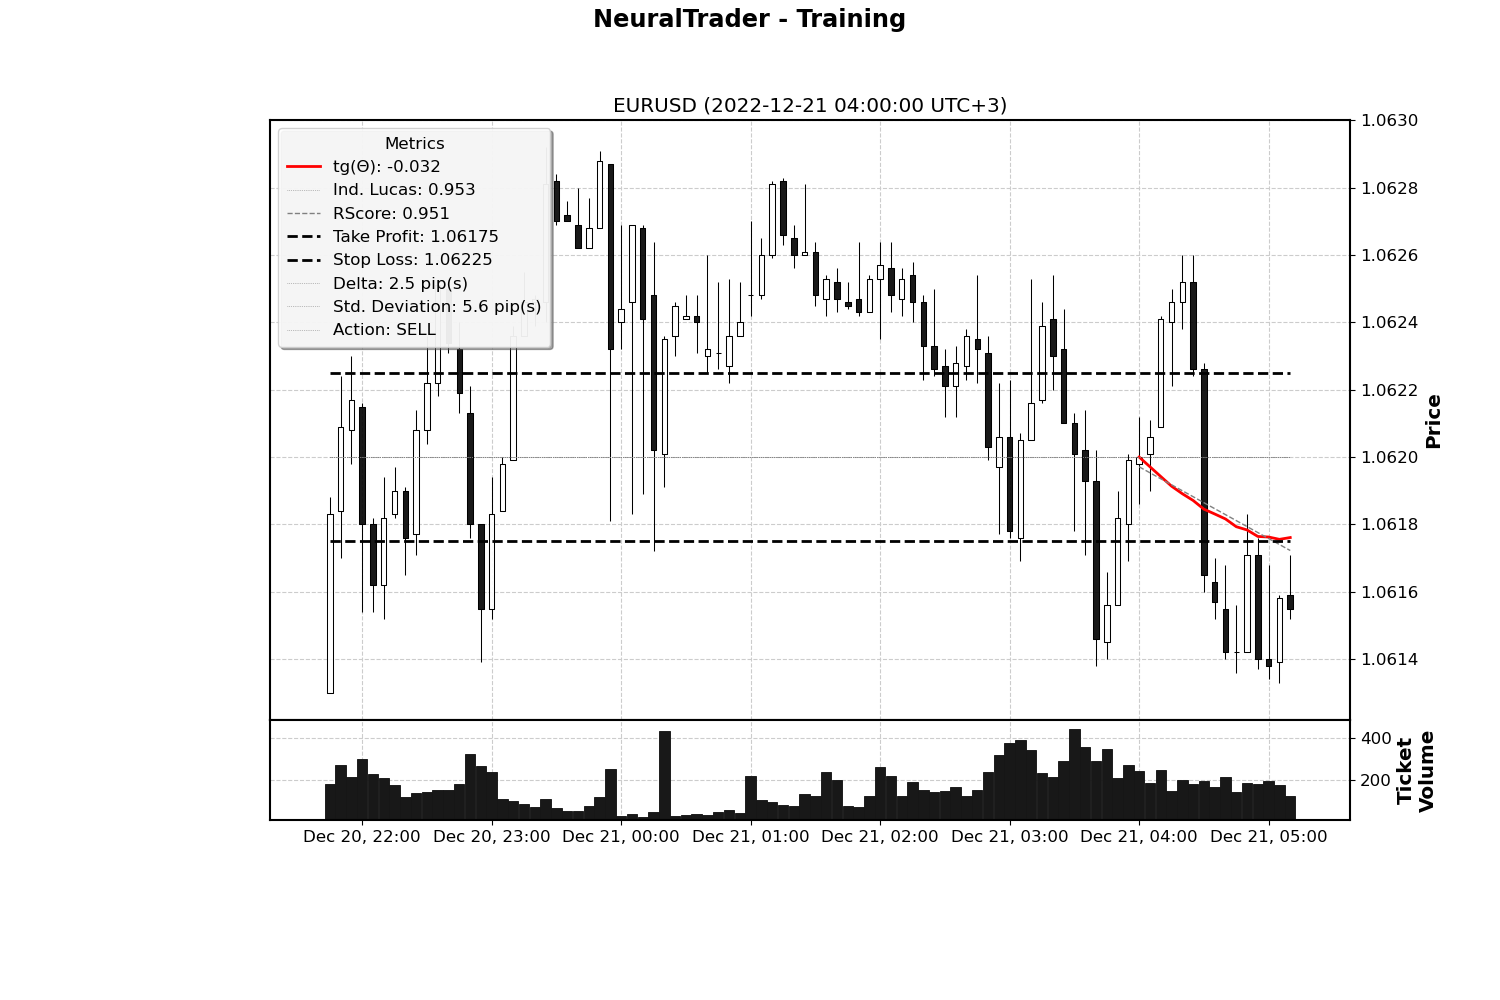 NeuralTrader - Training
EURUSD (2022-12-21 04:00:00 UTC+3)
Metrics
tg(Θ): -0.032
Ind. Lucas: 0.953
RScore: 0.951
Take Profit: 1.06175
Stop Loss: 1.06225
Delta: 2.5 pip(s)
Std. Deviation: 5.6 pip(s)
Action: SELL
1.0630
1.0628
1.0626
1.0624
1.0622
1.0620
1.0618
1.0616
1.0614
Price
400
200
Ticket
Volume
Dec 20, 22:00 Dec 20, 23:00 Dec 21, 00:00 Dec 21, 01:00 Dec 21, 02:00 Dec 21, 03:00 Dec 21, 04:00 Dec 21, 05:00